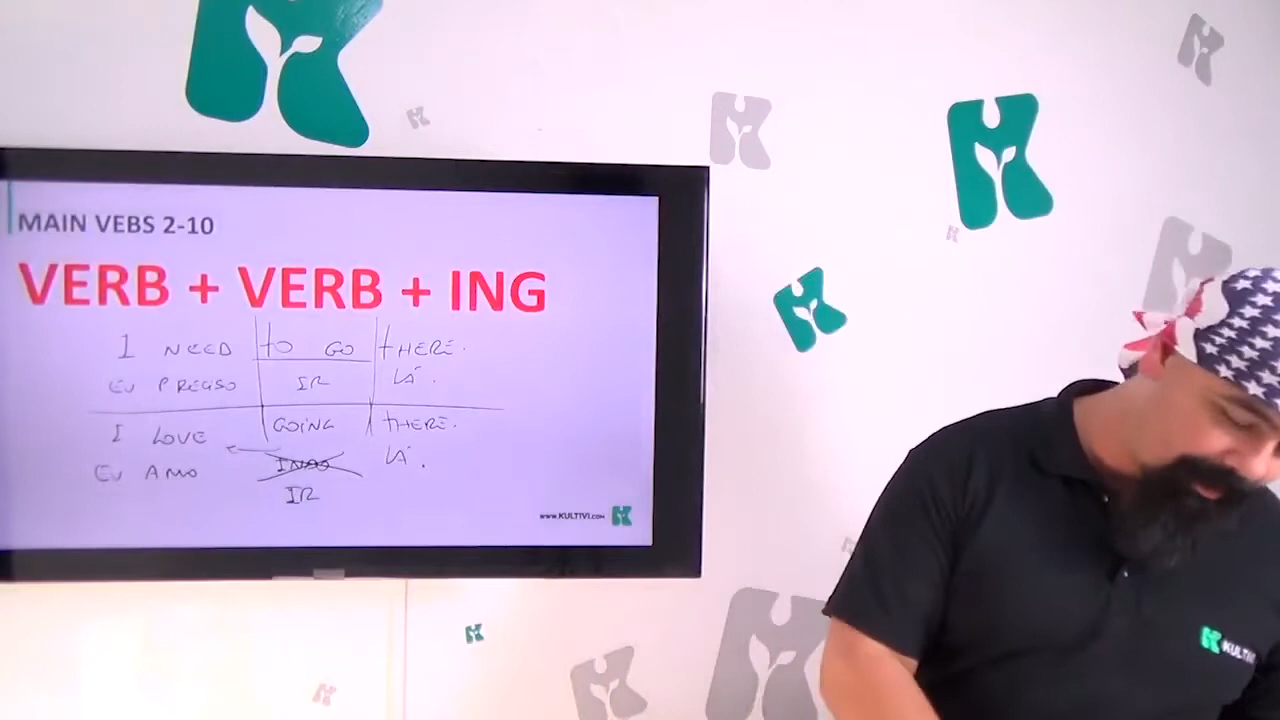 MAIN VEBS 2-10
VERB + VERB + ING
I NEED TO GO THERE.
EU PRECISO IR LÁ.
I LOVE GOING THERE.
EU AMO INDO LÁ.
IR
WWW.KULTIVI.COM
KULTIVI